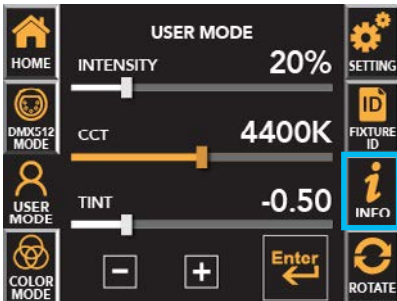 USER MODE
HOME
INTENSITY 20%
SETTING
DMX512
MODE
CCT 4400K
ID
FIXTURE
ID
USER
MODE
TINT -0.50
i
INFO
COLOR
MODE
- +
Enter
ROTATE